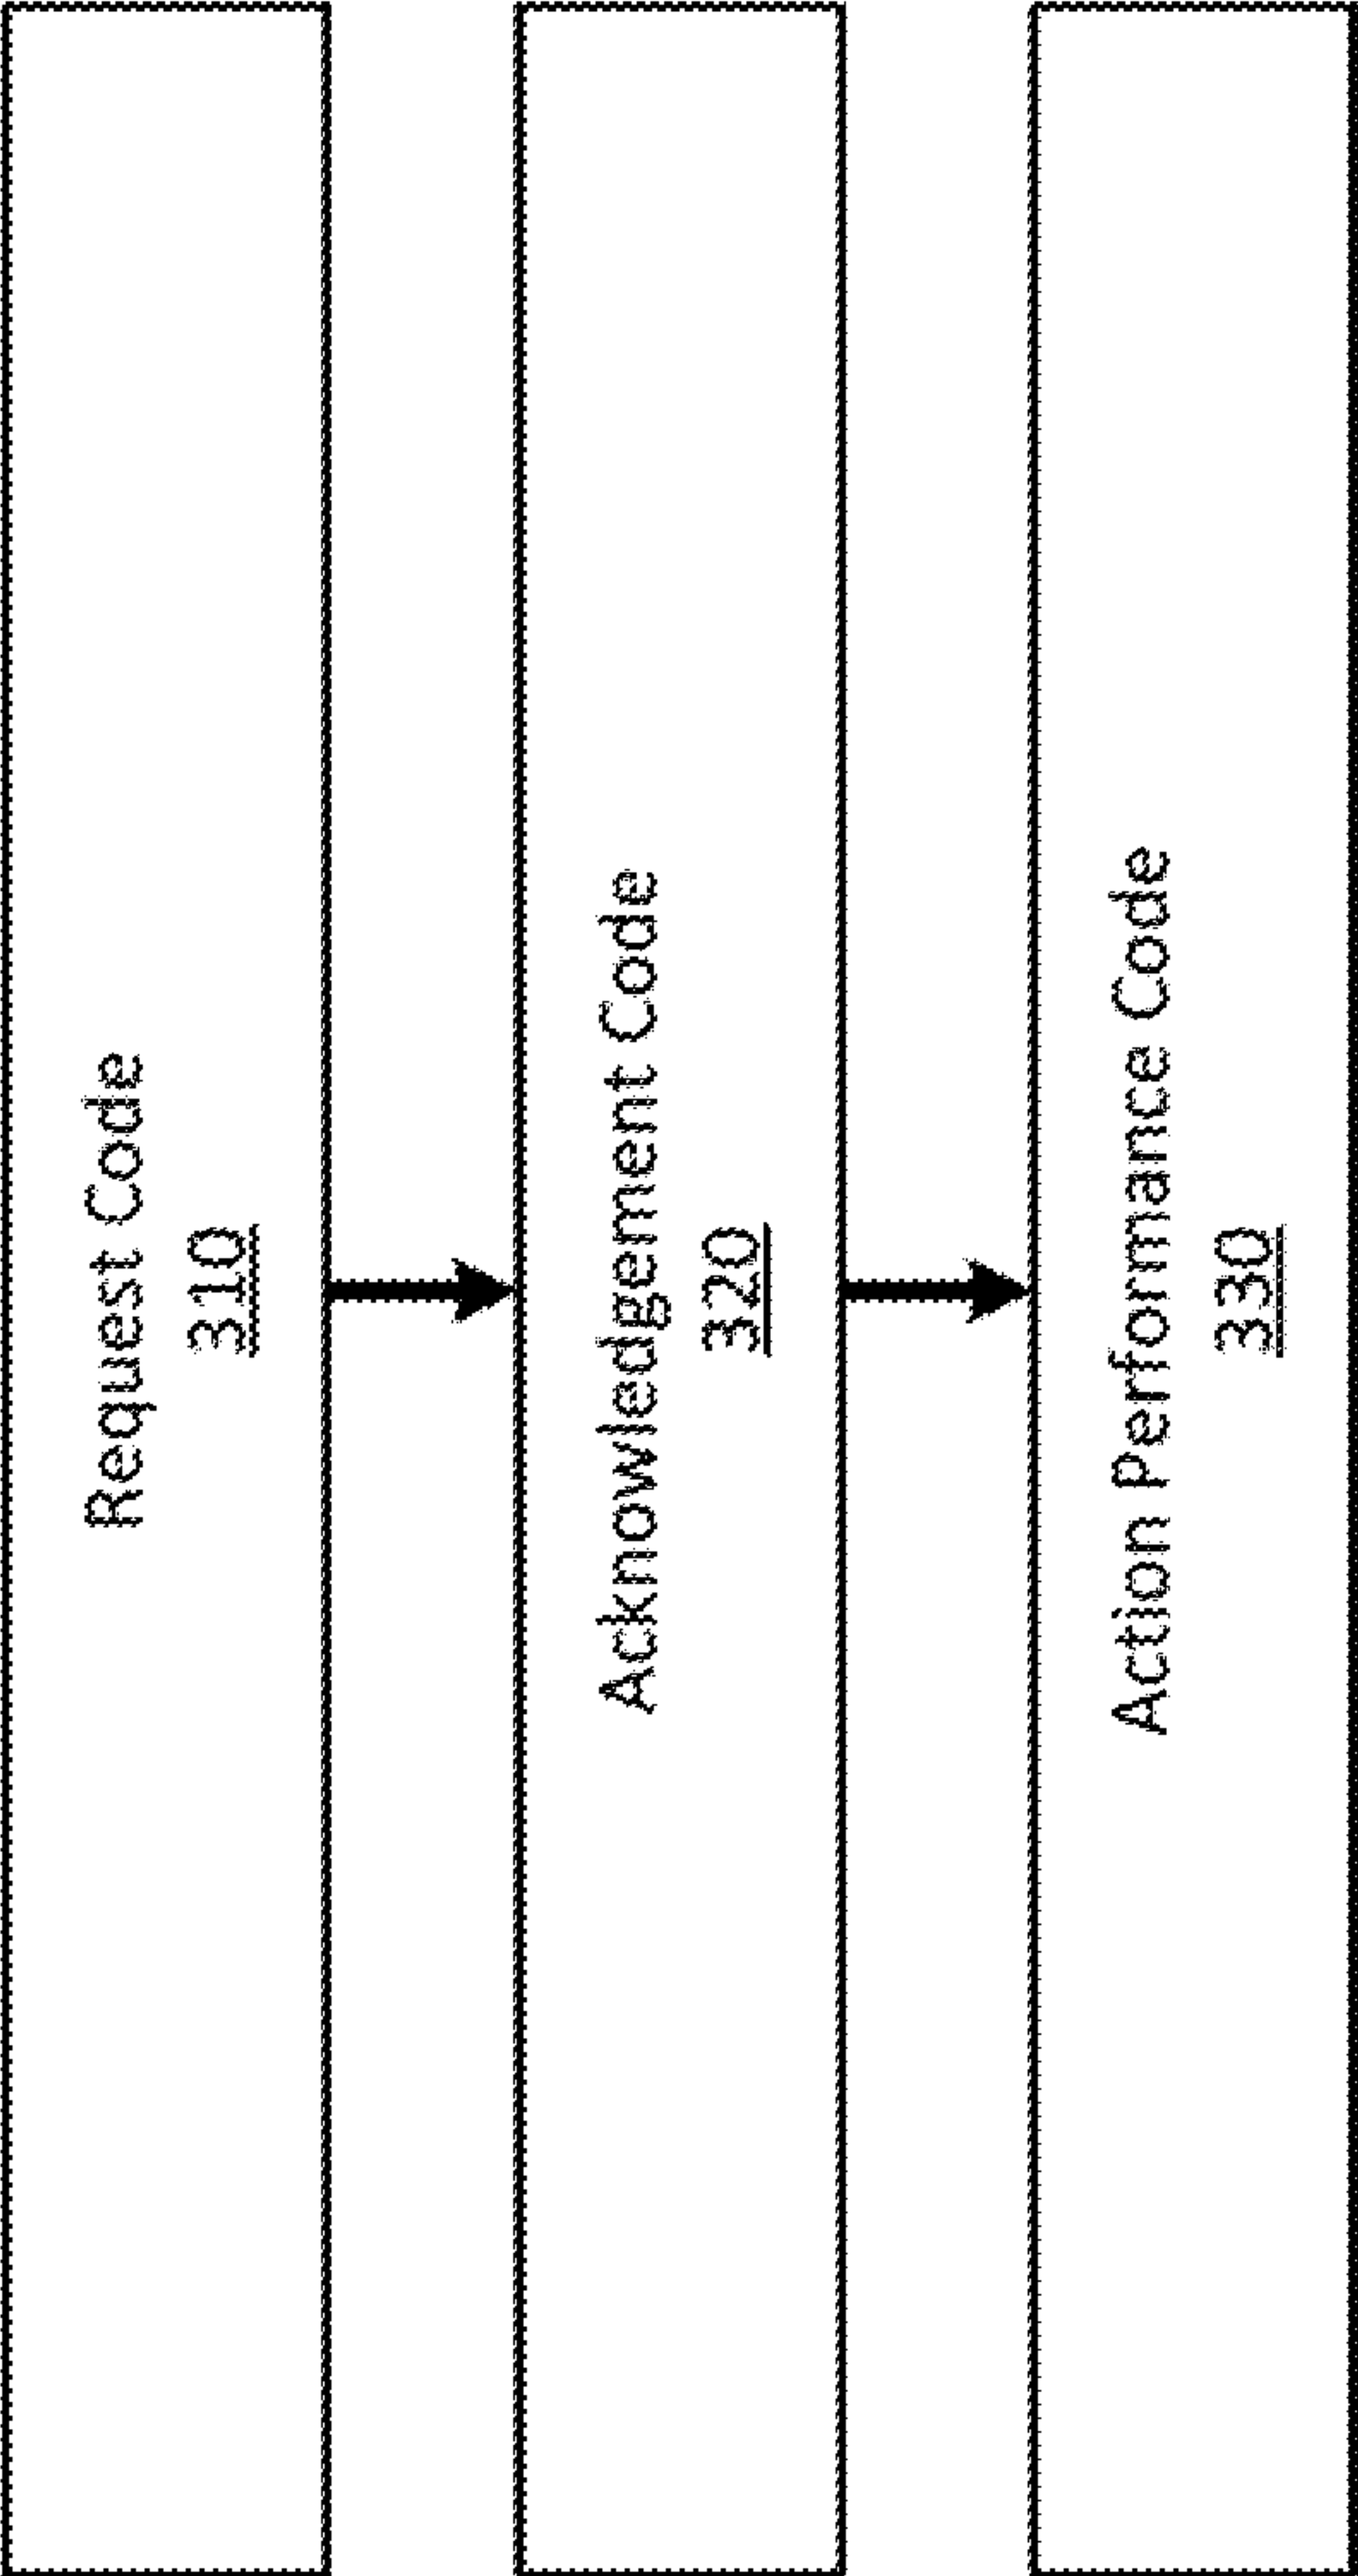 Request Code
310
Acknowledgement Code
320
Action Performance Code
330